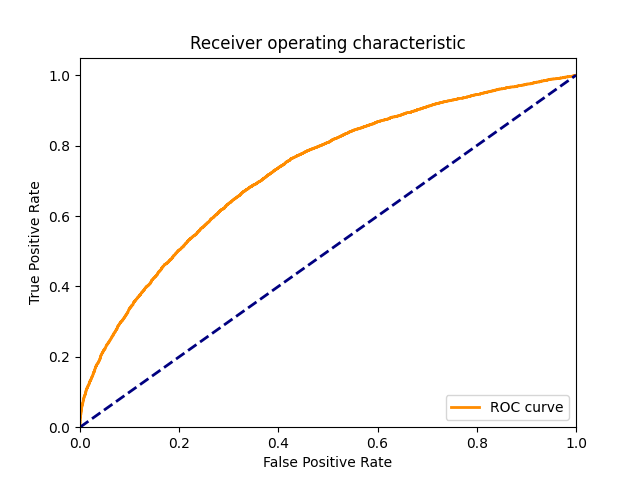 Receiver operating characteristic
True Positive Rate
1.0
0.8
0.6
0.4
0.2
0.0
ROC curve
0.0 0.2 0.4 0.6 0.8 1.0
False Positive Rate